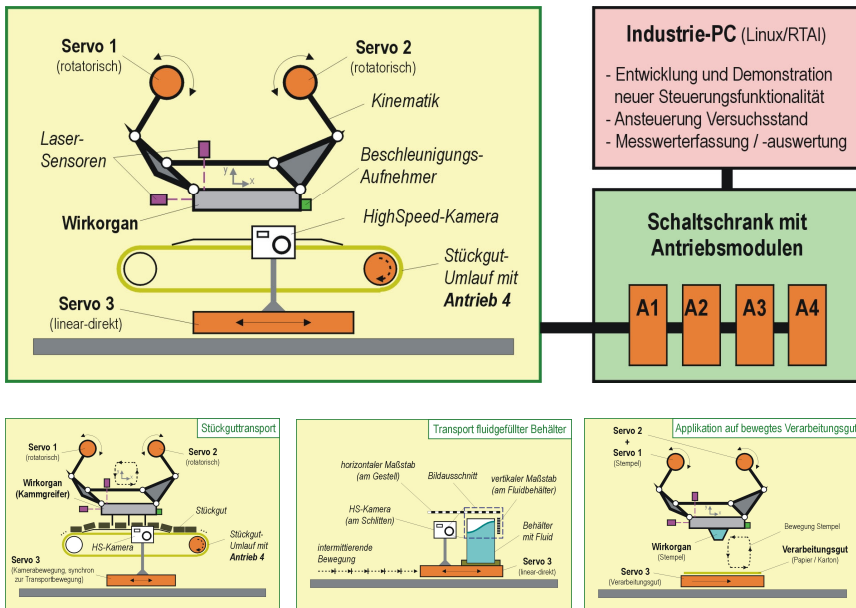 Servo 1
(rotatorisch)
Servo 2
(rotatorisch)
Kinematik
Laser-
Sensoren
y
x
Beschleunigungs-
Aufnehmer
Wirkorgan
HighSpeed-Kamera
Stückgut-
Umlauf mit
Antrieb 4
Servo 3
(linear-direkt)
Industrie-PC (Linux/RTAI)
- Entwicklung und Demonstration
neuer Steuerungsfunktionalität
- Ansteuerung Versuchsstand
- Messwerterfassung / -auswertung
Schaltschrank mit
Antriebsmodulen
A1 A2 A3 A4
Stückguttransport
Servo 1
(rotatorisch)
Servo 2
(rotatorisch)
Wirkorgan
(Kammgreifer)
Stückgut
HS-Kamera
Stückgut-
Umlauf mit
Antrieb 4
Servo 3
(Kamerabewegung, synchron
zur Transportbewegung)
Transport fluidgefüllter Behälter
horizontaler Maßstab
(am Gestell)
Bildausschnitt
vertikaler Maßstab
(am Fluidbehälter)
HS-Kamera
(am Schlitten)
Behälter
mit Fluid
intermittierende
Bewegung
Servo 3
(linear-direkt)
Applikation auf bewegtes Verarbeitungsgut
Servo 2
+
Servo 1
(Stempel)
Bewegung Stempel
Wirkorgan
(Stempel)
Verarbeitungsgut
(Papier / Karton)
Servo 3
(Verarbeitungsgut)